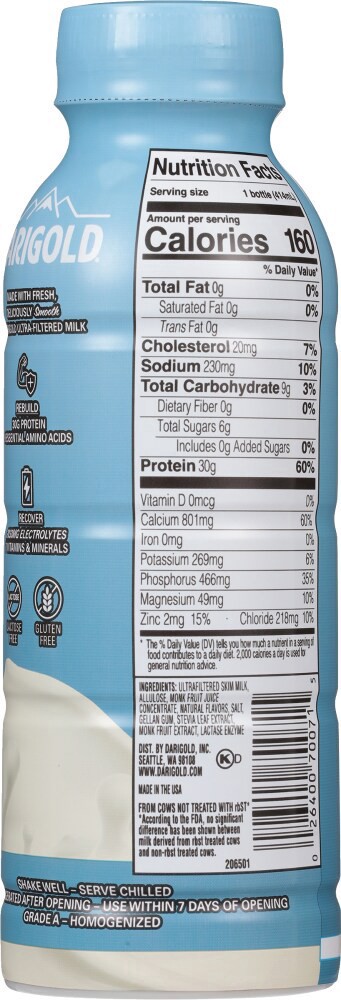 DARIGOLD
MADE WITH FRESH,
DELICIOUSLY Smooth
ULTRA-FILTERED MILK
REBUILD
30G PROTEIN
ESSENTIAL AMINO ACIDS
RECOVER
ELECTROLYTES
VITAMINS & MINERALS
LACTOSE
LACTOSE FREE
GLUTEN FREE
Nutrition Facts
Serving size 1 bottle (414mL)
Amount per serving
Calories 160
% Daily Value*
Total Fat 0g 0%
Saturated Fat 0g 0%
Trans Fat 0g
Cholesterol 20mg 7%
Sodium 230mg 10%
Total Carbohydrate 9g 3%
Dietary Fiber 0g 0%
Total Sugars 6g
Includes 0g Added Sugars 0%
Protein 30g 60%
Vitamin D 0mcg 0%
Calcium 801mg 60%
Iron 0mg 0%
Potassium 269mg 6%
Phosphorus 466mg 35%
Magnesium 49mg 10%
Zinc 2mg 15% · Chloride 218mg 10%
* The % Daily Value (DV) tells you how much a nutrient in a serving of
food contributes to a daily diet. 2,000 calories a day is used for
general nutrition advice.
INGREDIENTS: ULTRAFILTERED SKIM MILK,
ALLULOSE, MONK FRUIT JUICE
CONCENTRATE, NATURAL FLAVORS, SALT,
GELLAN GUM, STEVIA LEAF EXTRACT,
MONK FRUIT EXTRACT, LACTASE ENZYME
DIST. BY DARIGOLD, INC.
SEATTLE, WA 98108
WWW.DARIGOLD.COM
K D
MADE IN THE USA
FROM COWS NOT TREATED WITH rbST*
*According to the FDA, no significant
difference has been shown between
milk derived from rbst treated cows
and non-rbst treated cows.
206501
0 26400 70071 5
SHAKE WELL – SERVE CHILLED
AFTER OPENING – USE WITHIN 7 DAYS OF OPENING
GRADE A – HOMOGENIZED